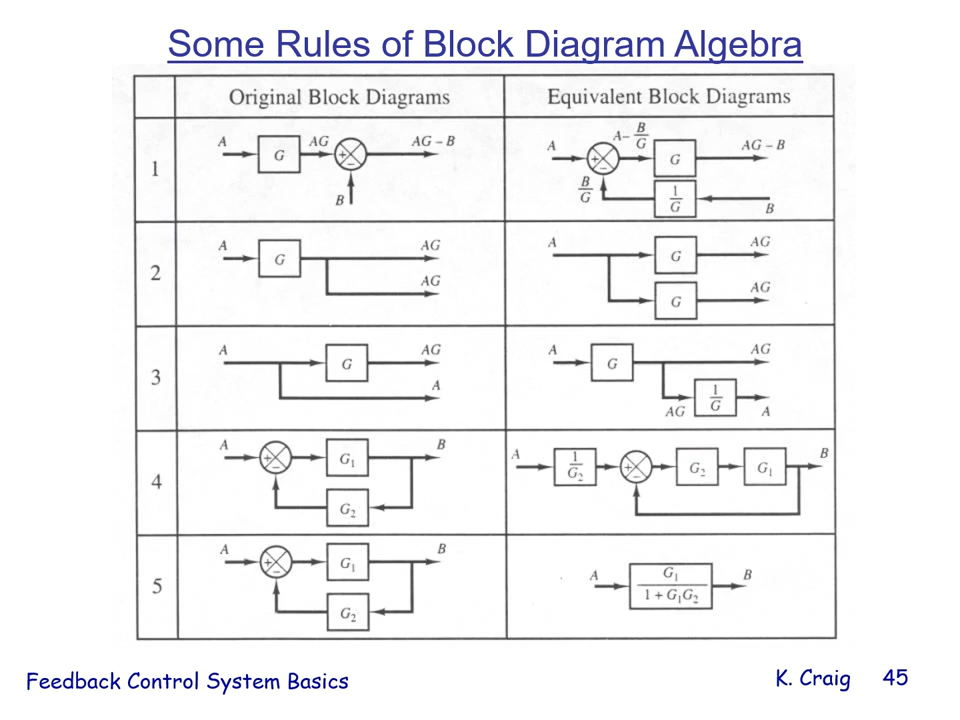 Some Rules of Block Diagram Algebra
Original Block Diagrams Equivalent Block Diagrams
1
A G AG + − AG – B
B
A + − A– B/G G AG – B
B/G 1/G B
2
A G AG
AG
A G AG
G AG
3
A G AG
A
A G AG
AG 1/G A
4
A + − G₁ B
G₂
A 1/G₂ + − G₂ G₁ B
5
A + − G₁ B
G₂
A G₁/1 + G₁G₂ B
Feedback Control System Basics K. Craig 45